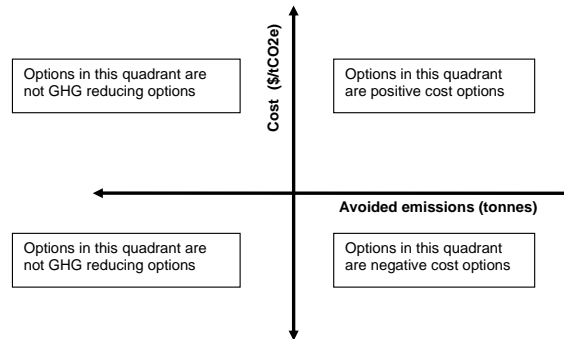 Options in this quadrant are
not GHG reducing options
Cost ($/tCO2e)
Options in this quadrant
are positive cost options
Avoided emissions (tonnes)
Options in this quadrant are
not GHG reducing options
Options in this quadrant
are negative cost options